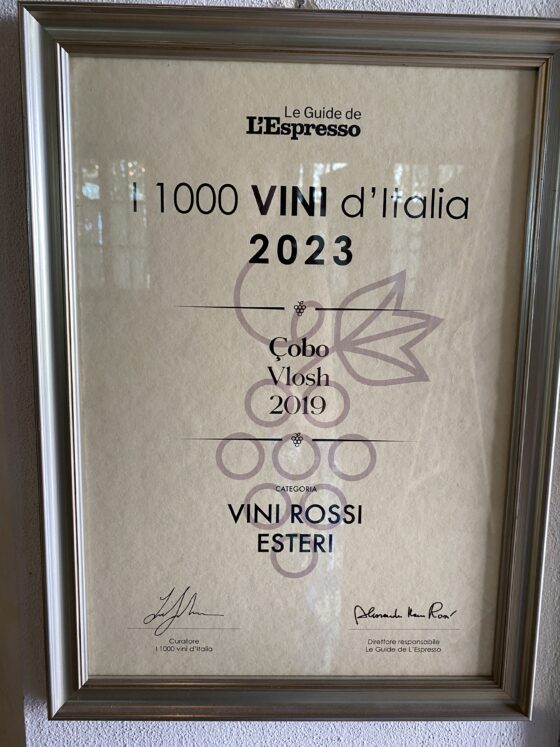 Le Guide de
L'Espresso
I 1000 VINI d'Italia
2023
Çobo
Vlosh
2019
CATEGORIA
VINI ROSSI
ESTERI
Curatore
I 1000 vini d'Italia
Direttore responsabile
Le Guide de L'Espresso